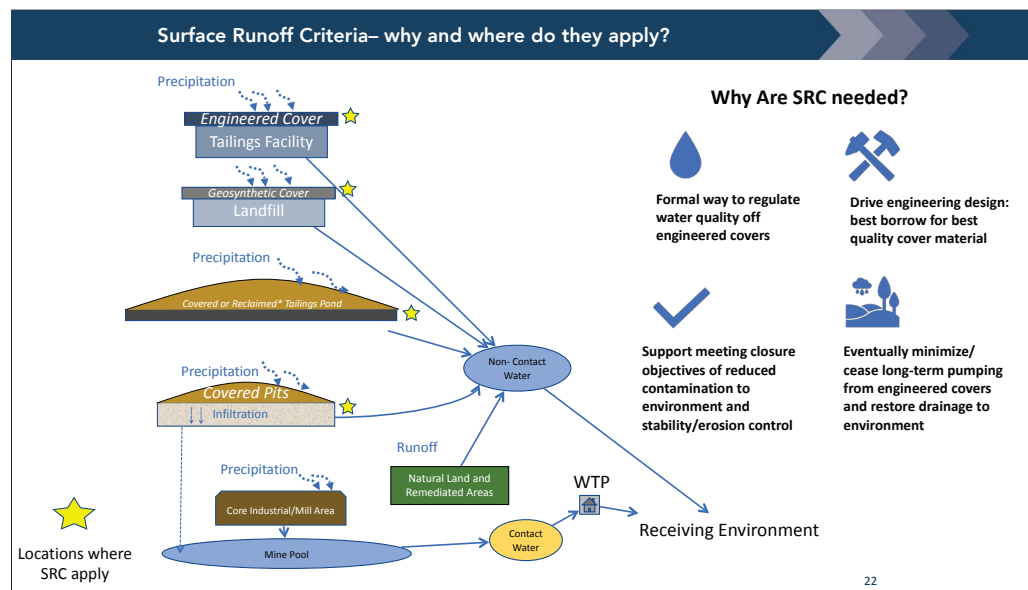 Surface Runoff Criteria– why and where do they apply?
Precipitation
Engineered Cover
Tailings Facility
Geosynthetic Cover
Landfill
Precipitation
Covered or Reclaimed* Tailings Pond
Precipitation
Covered Pits
Infiltration
Non- Contact
Water
Runoff
Natural Land and
Remediated Areas
Precipitation
Core Industrial/Mill Area
Mine Pool
Contact
Water
WTP
Receiving Environment
Locations where
SRC apply
Why Are SRC needed?
Formal way to regulate
water quality off
engineered covers
Drive engineering design:
best borrow for best
quality cover material
Support meeting closure
objectives of reduced
contamination to
environment and
stability/erosion control
Eventually minimize/
cease long-term pumping
from engineered covers
and restore drainage to
environment
22